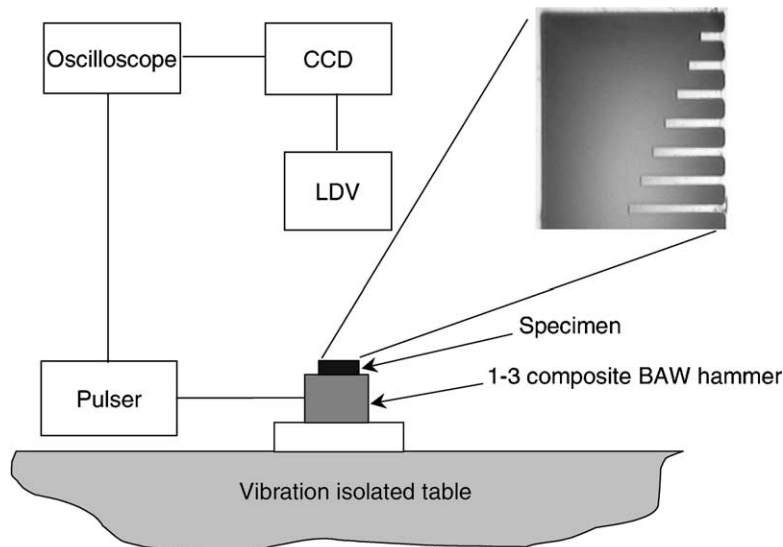 Oscilloscope
CCD
LDV
Specimen
1-3 composite BAW hammer
Pulser
Vibration isolated table